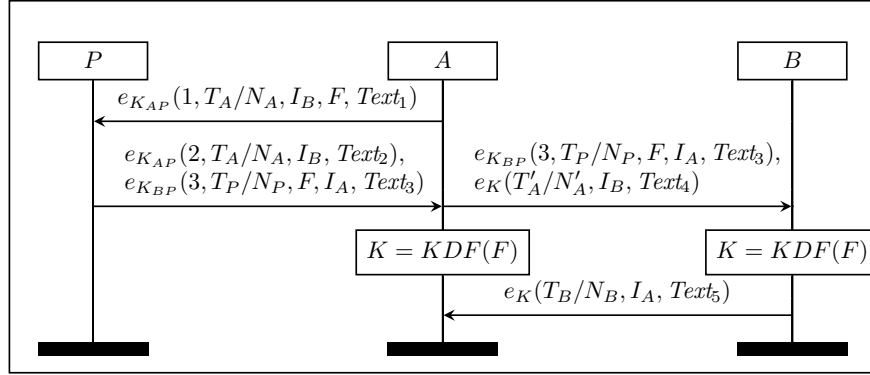 P A B
e_{K_{AP}}(1, T_A/N_A, I_B, F, Text_1)
e_{K_{AP}}(2, T_A/N_A, I_B, Text_2),
e_{K_{BP}}(3, T_P/N_P, F, I_A, Text_3)
e_{K_{BP}}(3, T_P/N_P, F, I_A, Text_3),
e_K(T'_A/N'_A, I_B, Text_4)
K = KDF(F) K = KDF(F)
e_K(T_B/N_B, I_A, Text_5)